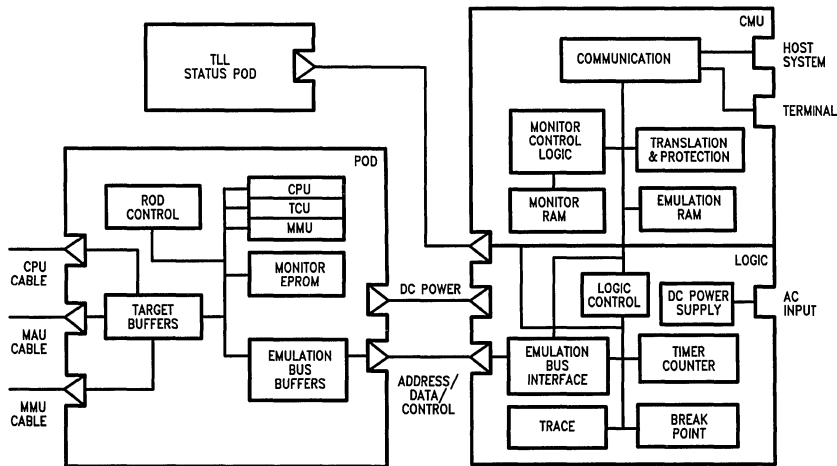 TLL
STATUS POD
CMU
COMMUNICATION
HOST
SYSTEM
TERMINAL
MONITOR
CONTROL
LOGIC
TRANSLATION
& PROTECTION
MONITOR
RAM
EMULATION
RAM
POD
ROD
CONTROL
CPU
TCU
MMU
MONITOR
EPROM
CPU
CABLE
TARGET
BUFFERS
MAU
CABLE
MMU
CABLE
EMULATION
BUS
BUFFERS
DC POWER
ADDRESS/
DATA/
CONTROL
LOGIC
LOGIC
CONTROL
DC POWER
SUPPLY
AC
INPUT
EMULATION
BUS
INTERFACE
TIMER
COUNTER
TRACE
BREAK
POINT